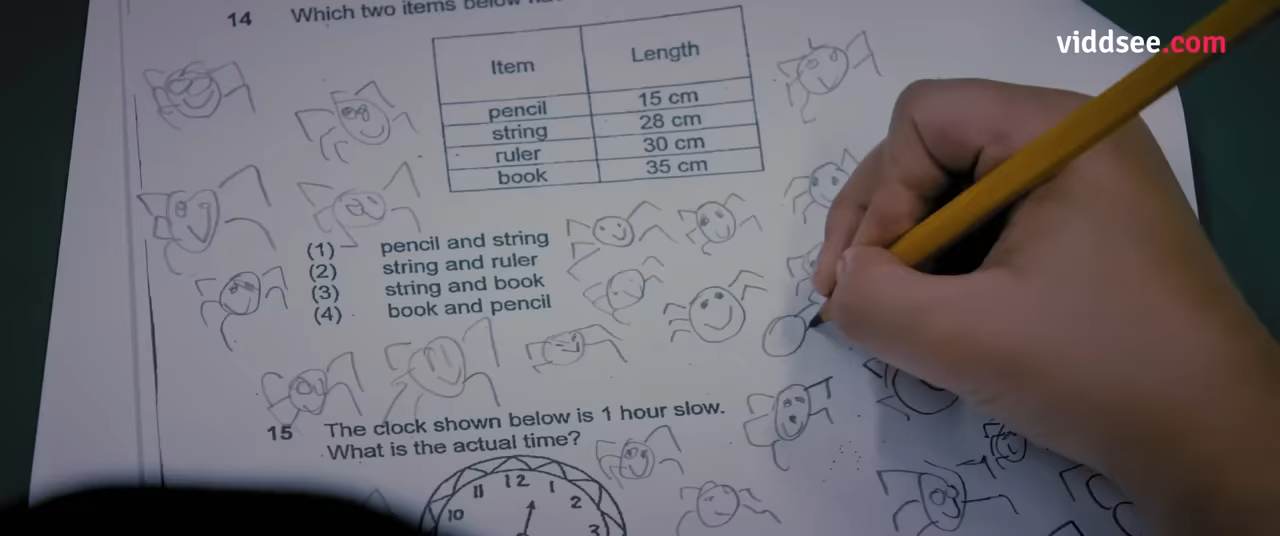 viddsee.com
14 Which two items below
Item Length
pencil 15 cm
string 28 cm
ruler 30 cm
book 35 cm
(1) pencil and string
(2) string and ruler
(3) string and book
(4) book and pencil
15 The clock shown below is 1 hour slow.
What is the actual time?
10 11 12 1 2 3